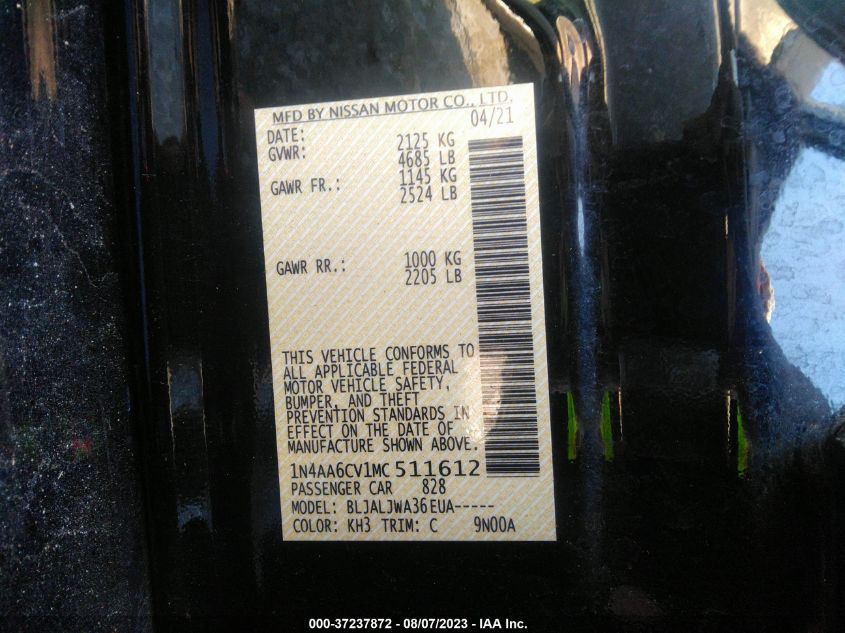 MFD BY NISSAN MOTOR CO., LTD.
DATE: 04/21
GVWR: 2125 KG
4685 LB
GAWR FR.: 1145 KG
2524 LB
GAWR RR.: 1000 KG
2205 LB
THIS VEHICLE CONFORMS TO
ALL APPLICABLE FEDERAL
MOTOR VEHICLE SAFETY,
BUMPER, AND THEFT
PREVENTION STANDARDS IN
EFFECT ON THE DATE OF
MANUFACTURE SHOWN ABOVE.
1N4AA6CV1MC511612
PASSENGER CAR 828
MODEL: BLJALJWA36EUA-----
COLOR: KH3 TRIM: C 9N00A
000-37237872 - 08/07/2023 - IAA Inc.